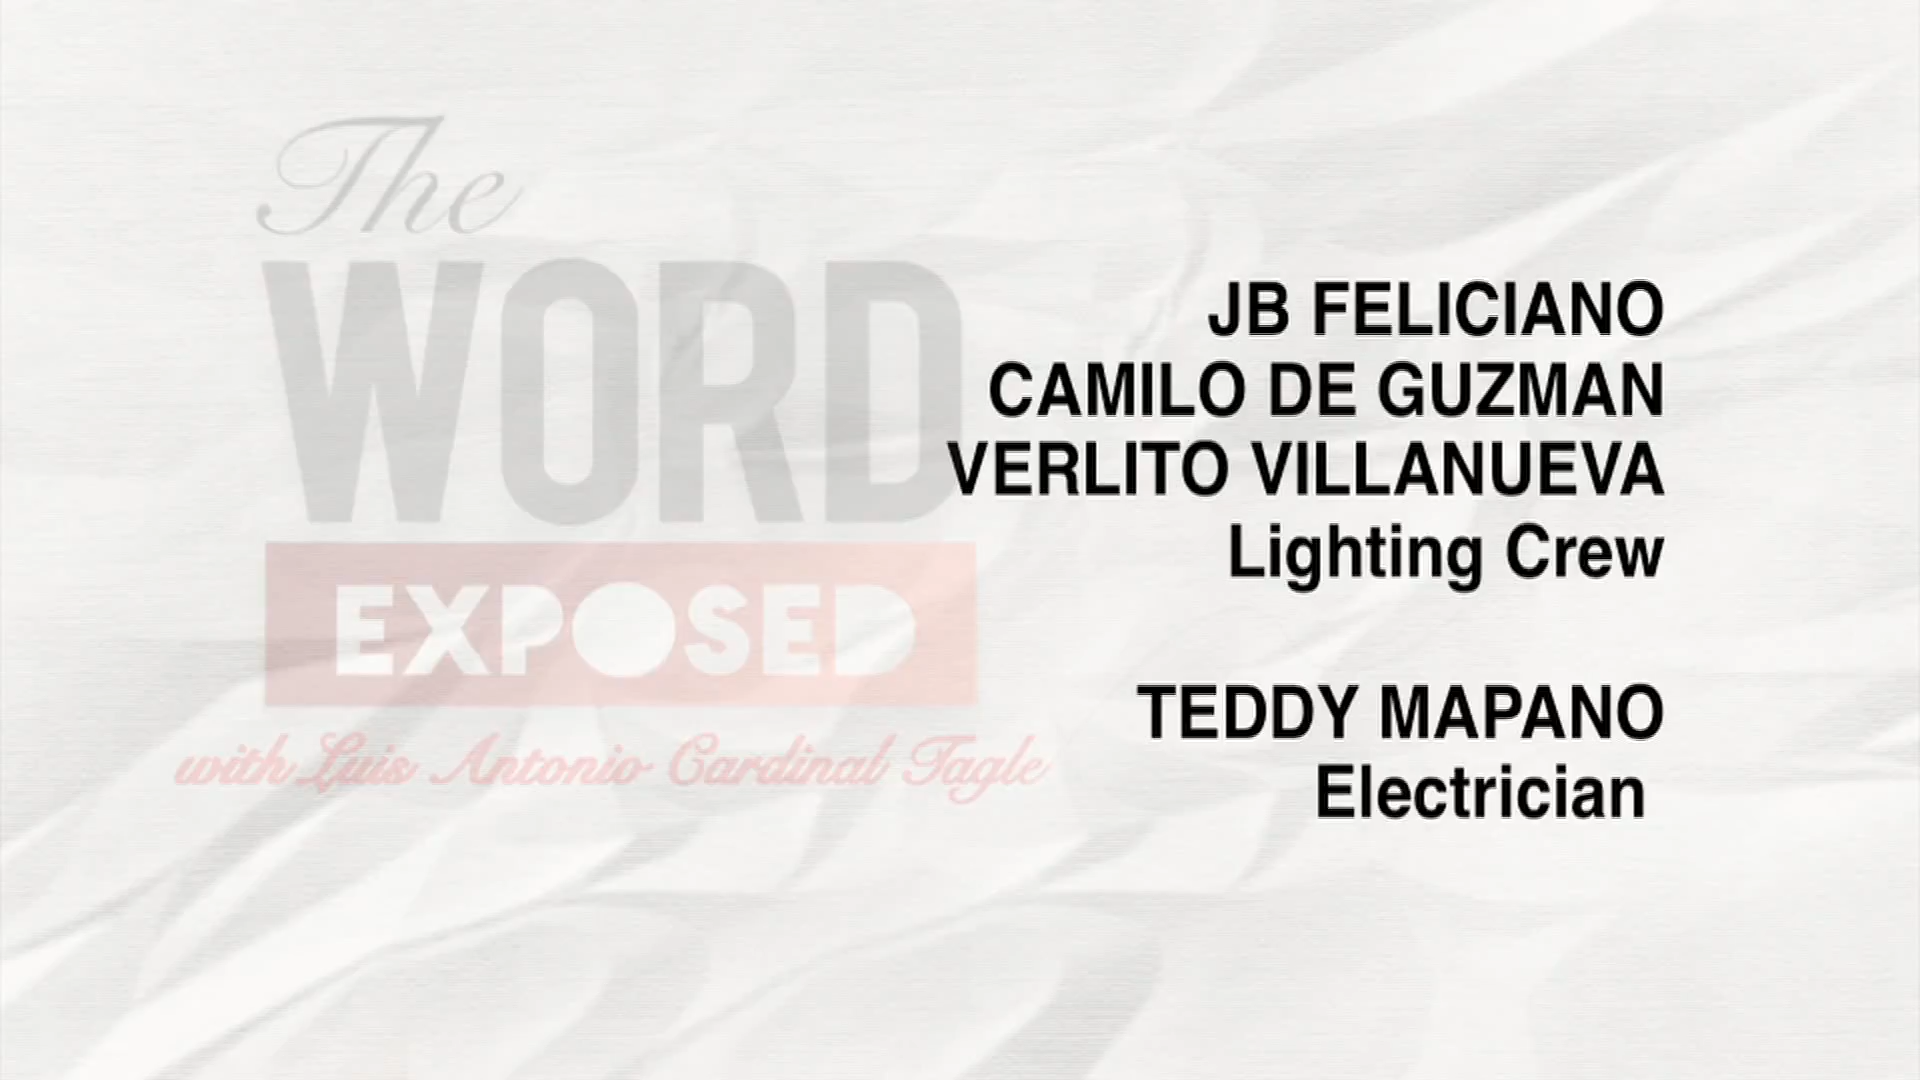 The
WORD
EXPOSED
with Luis Antonio Cardinal Tagle
JB FELICIANO
CAMILO DE GUZMAN
VERLITO VILLANUEVA
Lighting Crew
TEDDY MAPANO
Electrician